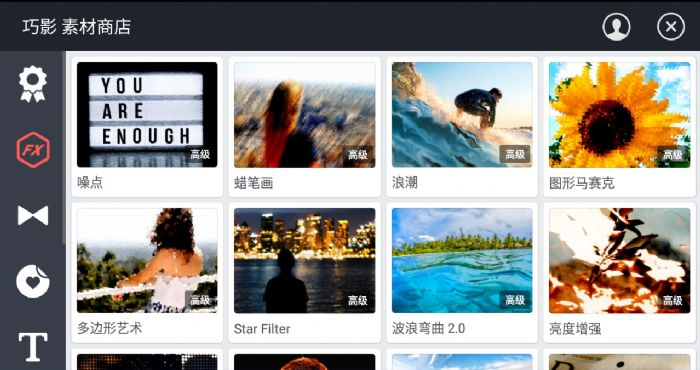 巧影 素材商店
FX
T
YOU
ARE
ENOUGH
高级
高级
高级
高级
噪点
蜡笔画
浪潮
图形马赛克
高级
高级
高级
高级
多边形艺术
Star Filter
波浪弯曲 2.0
亮度增强